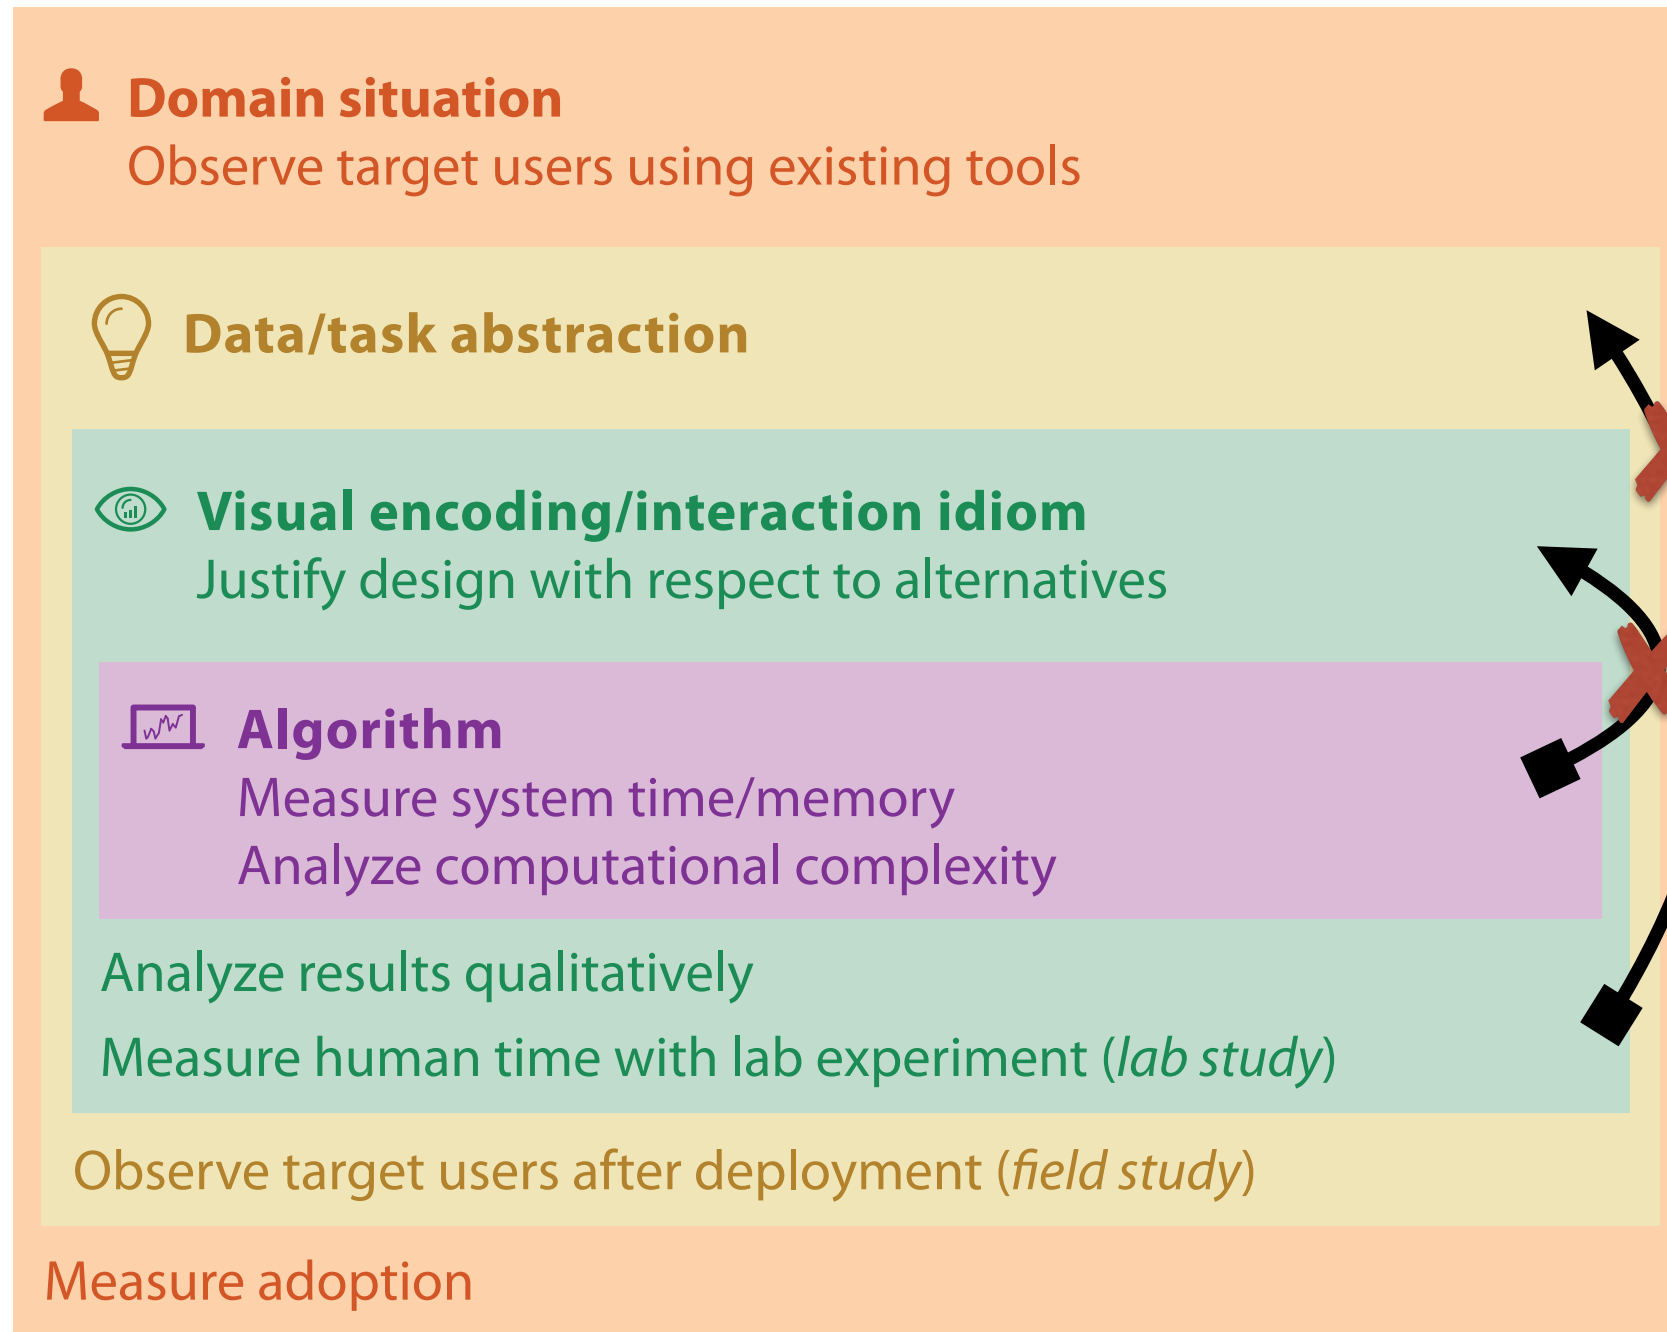 Domain situation
Observe target users using existing tools
Data/task abstraction
Visual encoding/interaction idiom
Justify design with respect to alternatives
Algorithm
Measure system time/memory
Analyze computational complexity
Analyze results qualitatively
Measure human time with lab experiment (lab study)
Observe target users after deployment (field study)
Measure adoption